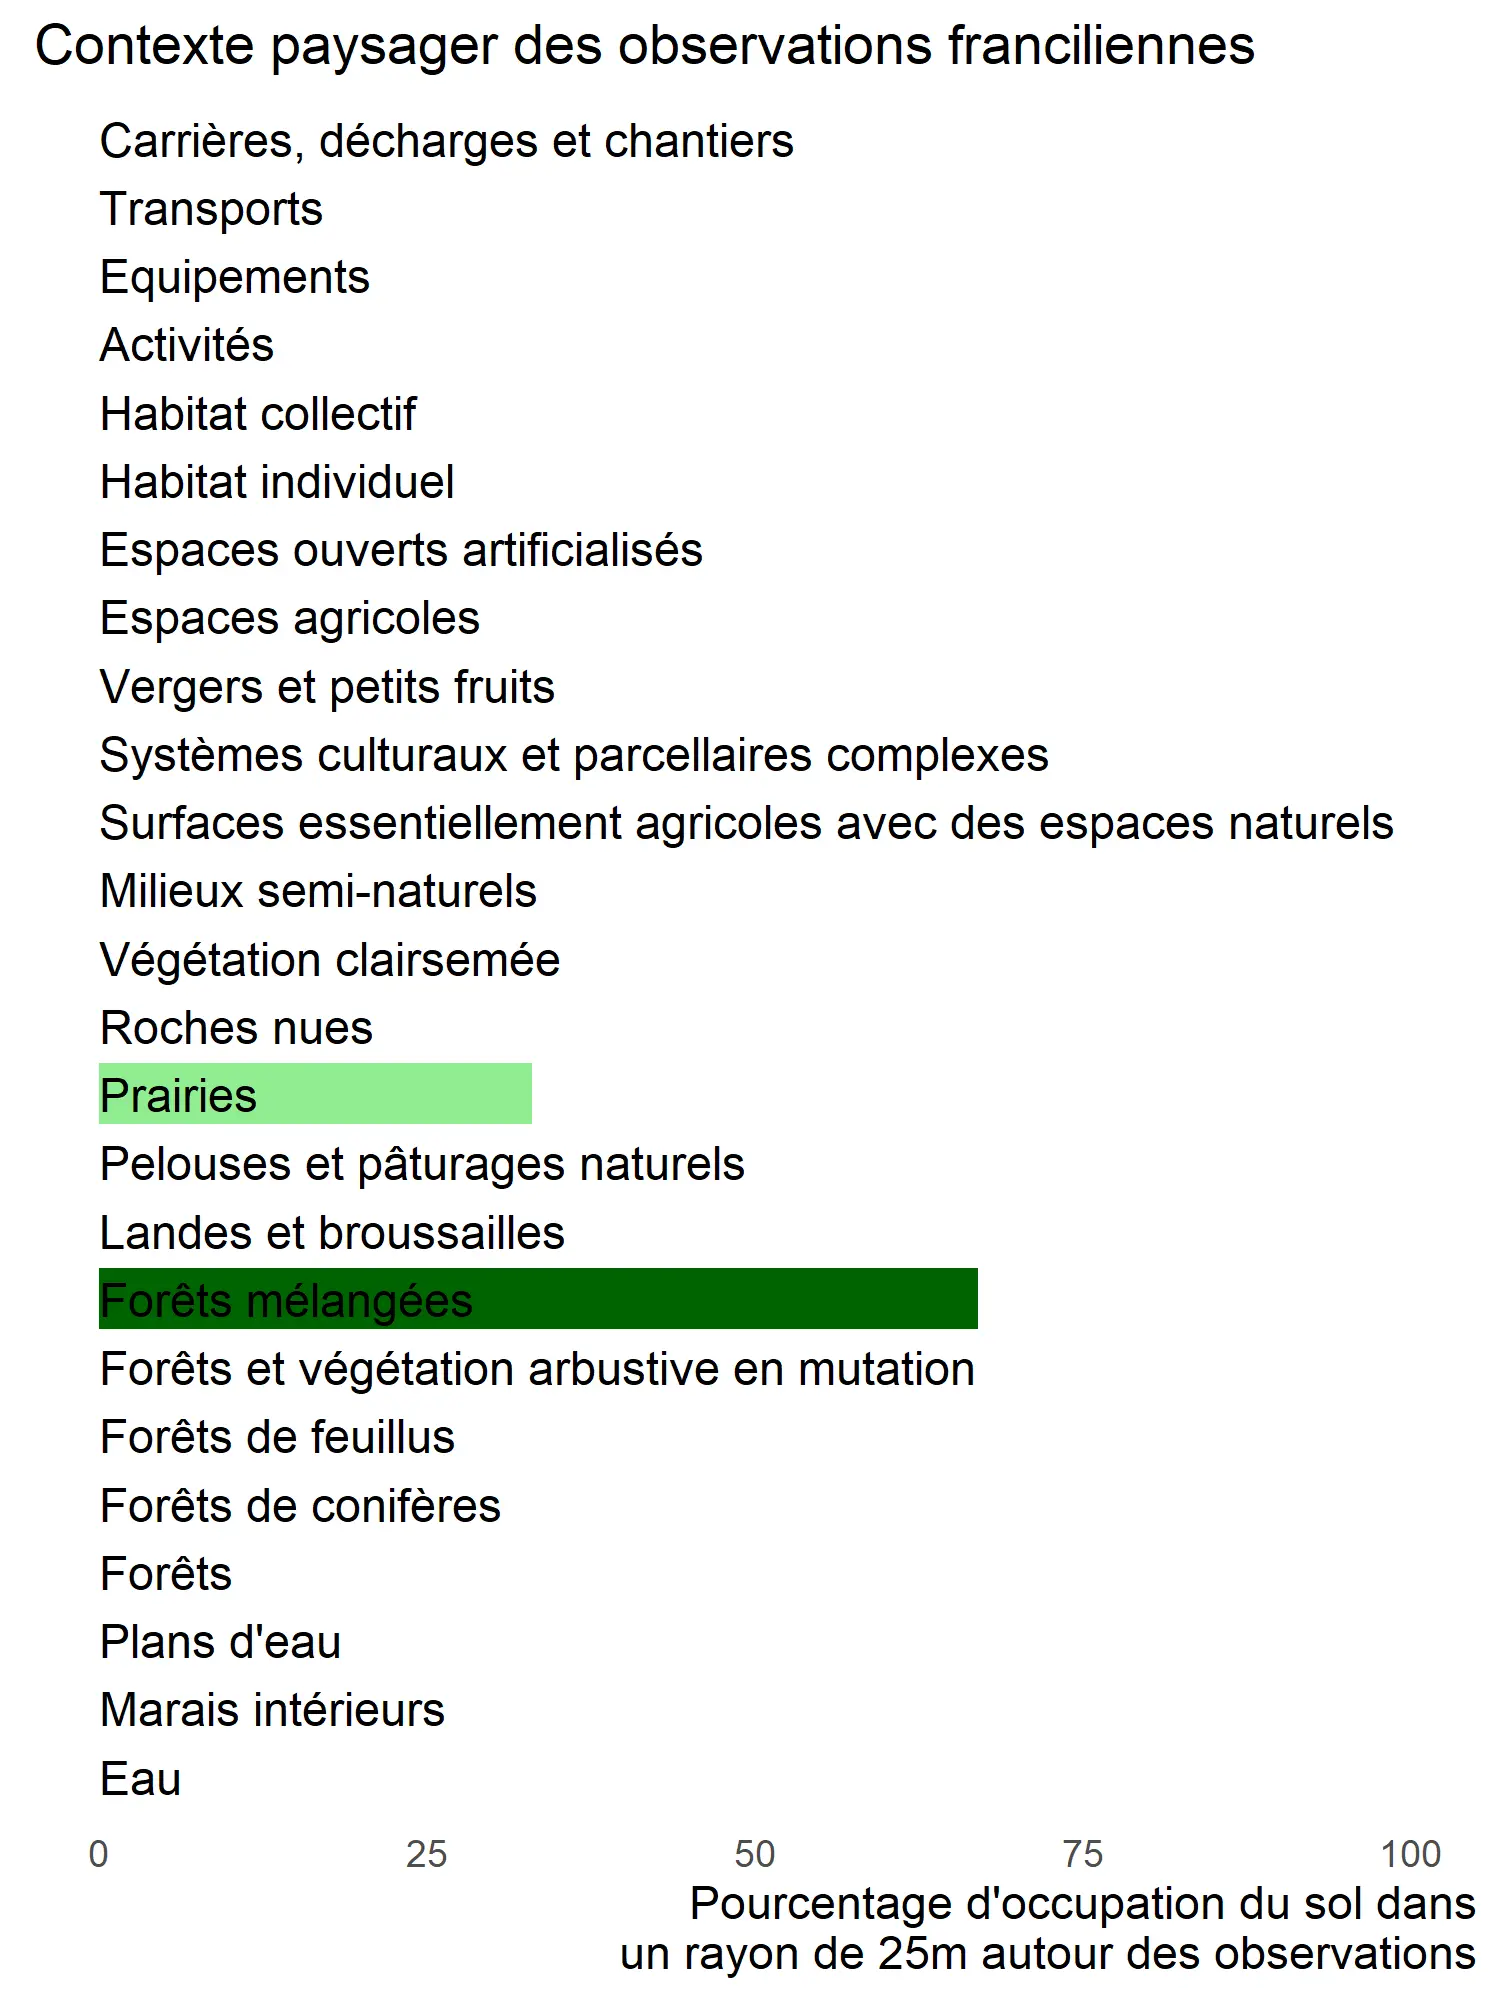 Contexte paysager des observations franciliennes
Carrières, décharges et chantiers
Transports
Equipements
Activités
Habitat collectif
Habitat individuel
Espaces ouverts artificialisés
Espaces agricoles
Vergers et petits fruits
Systèmes culturaux et parcellaires complexes
Surfaces essentiellement agricoles avec des espaces naturels
Milieux semi-naturels
Végétation clairsemée
Roches nues
Prairies
Pelouses et pâturages naturels
Landes et broussailles
Forêts mélangées
Forêts et végétation arbustive en mutation
Forêts de feuillus
Forêts de conifères
Forêts
Plans d'eau
Marais intérieurs
Eau
0 25 50 75 100
Pourcentage d'occupation du sol dans
un rayon de 25m autour des observations